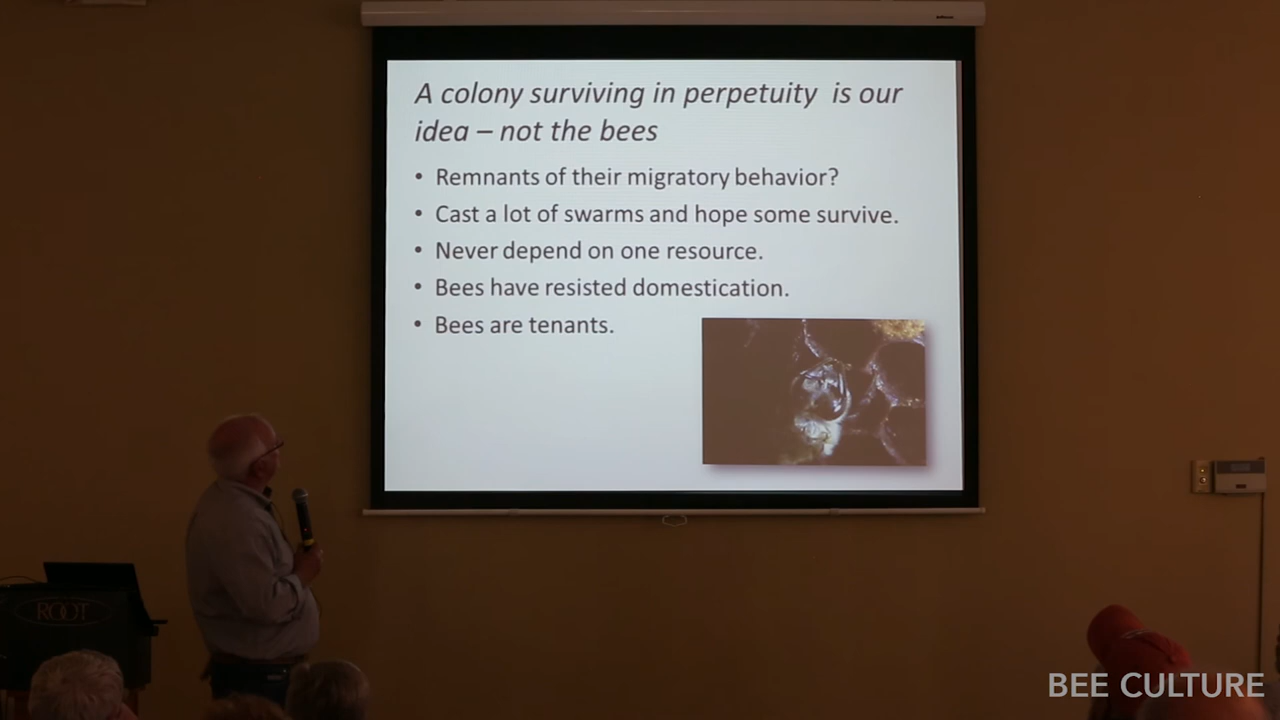 A colony surviving in perpetuity is our
idea – not the bees
• Remnants of their migratory behavior?
• Cast a lot of swarms and hope some survive.
• Never depend on one resource.
• Bees have resisted domestication.
• Bees are tenants.
ROOT
BEE CULTURE